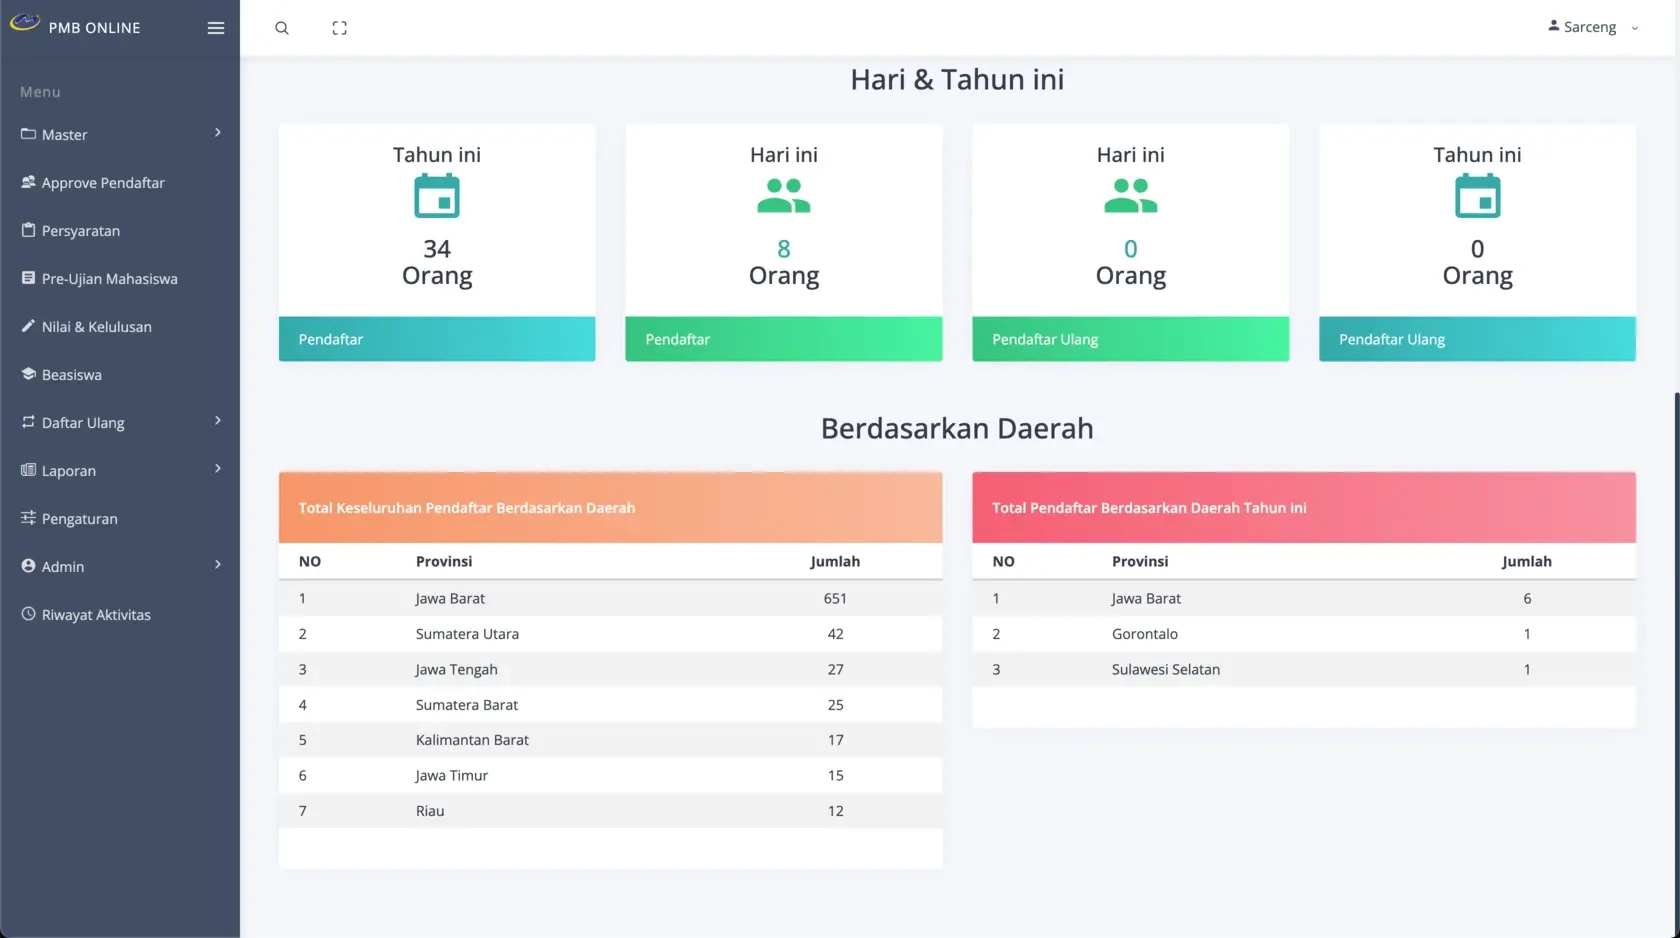 PMB ONLINE
Sarceng
Menu
Master
Approve Pendaftar
Persyaratan
Pre-Ujian Mahasiswa
Nilai & Kelulusan
Beasiswa
Daftar Ulang
Laporan
Pengaturan
Admin
Riwayat Aktivitas
Hari & Tahun ini
Tahun ini
34
Orang
Pendaftar
Hari ini
8
Orang
Pendaftar
Hari ini
0
Orang
Pendaftar Ulang
Tahun ini
0
Orang
Pendaftar Ulang
Berdasarkan Daerah
Total Keseluruhan Pendaftar Berdasarkan Daerah
NO Provinsi Jumlah
1 Jawa Barat 651
2 Sumatera Utara 42
3 Jawa Tengah 27
4 Sumatera Barat 25
5 Kalimantan Barat 17
6 Jawa Timur 15
7 Riau 12
Total Pendaftar Berdasarkan Daerah Tahun ini
NO Provinsi Jumlah
1 Jawa Barat 6
2 Gorontalo 1
3 Sulawesi Selatan 1